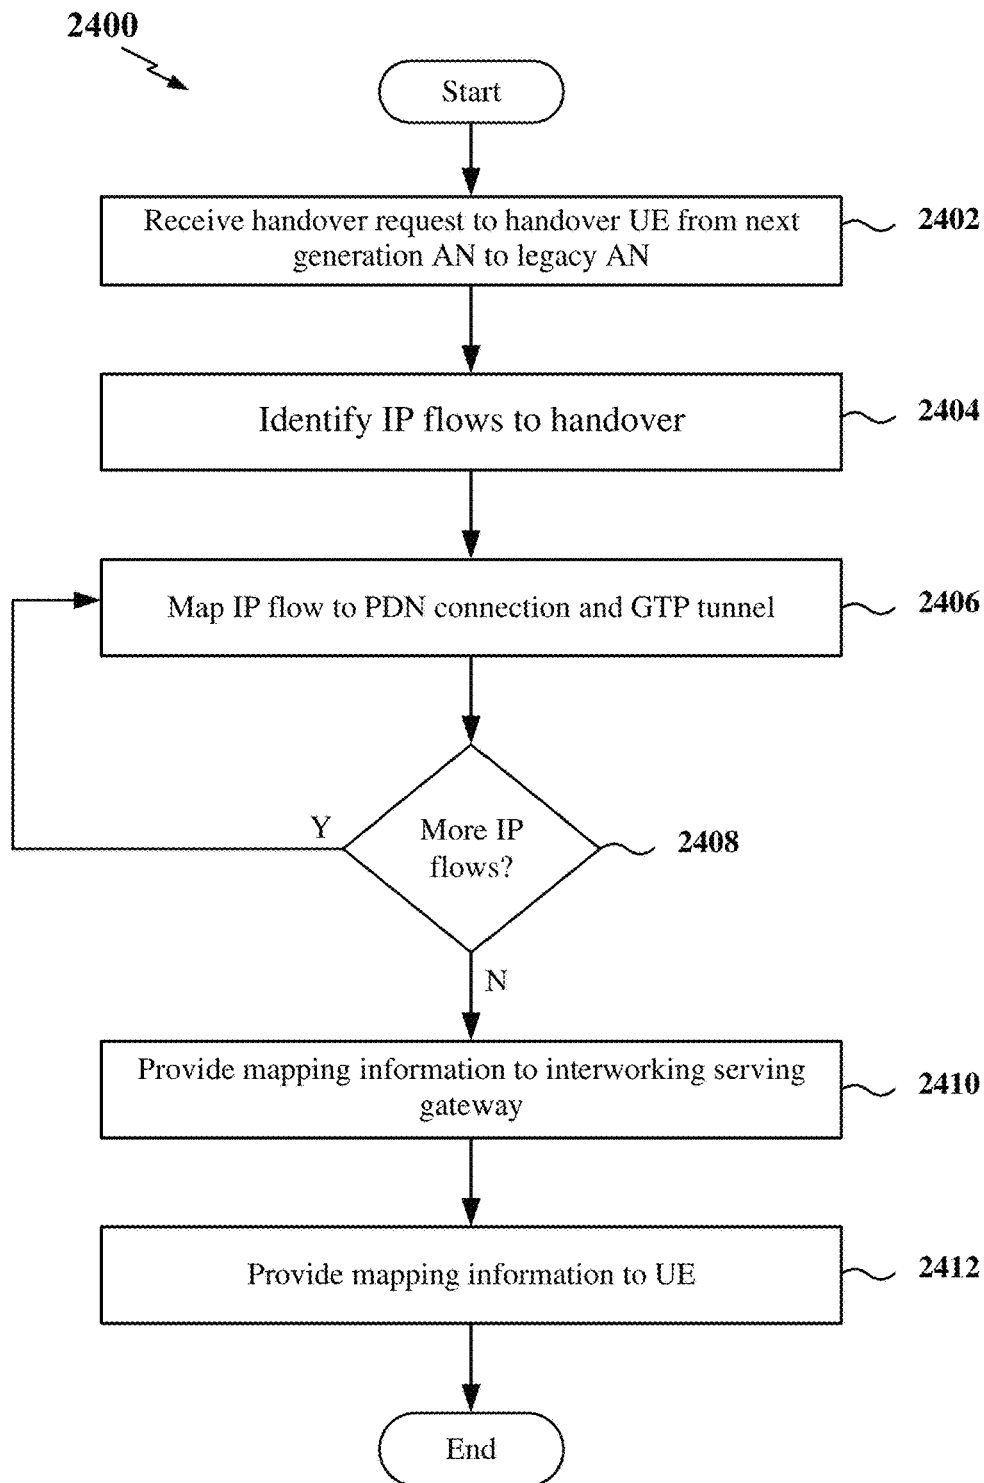 2400
Start
Receive handover request to handover UE from next
generation AN to legacy AN
2402
Identify IP flows to handover
2404
Map IP flow to PDN connection and GTP tunnel
2406
Y
More IP
flows?
2408
N
Provide mapping information to interworking serving
gateway
2410
Provide mapping information to UE
2412
End